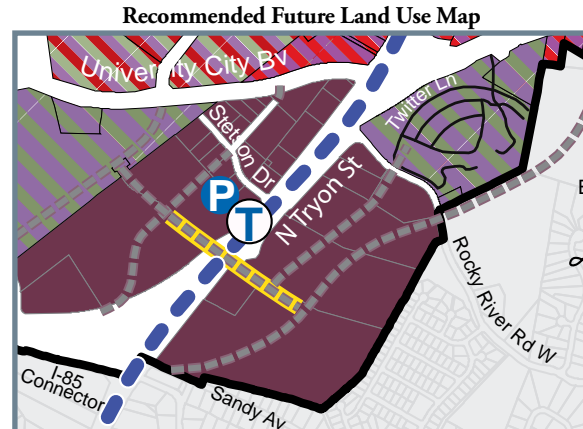 Recommended Future Land Use Map
University City Bv
Twitter Ln
Stetson Dr
P
T
N Tryon St
Rocky River Rd W
I-85
Connector
Sandy Av